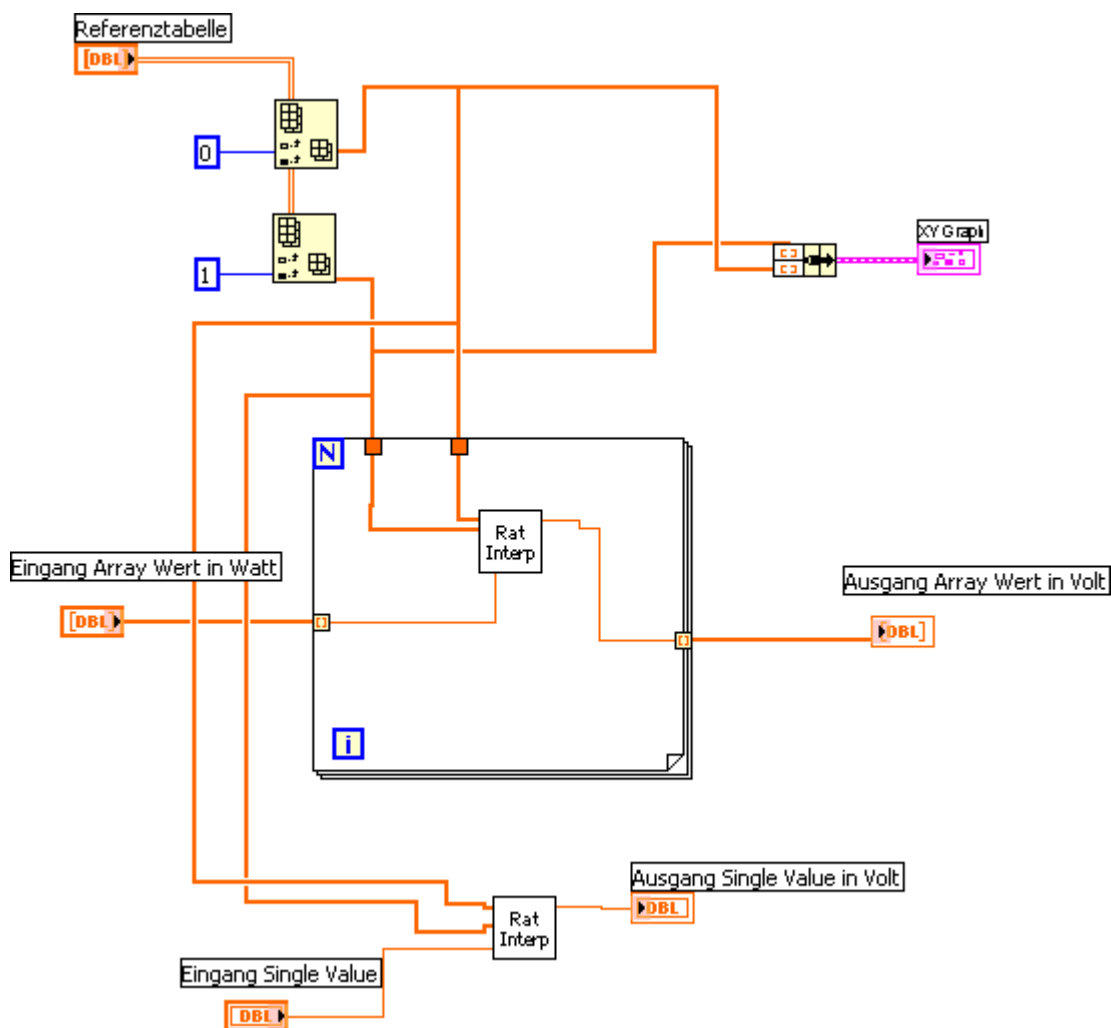 Referenztabelle
[DBL]
0
1
XY Graph
N
Rat
Interp
Eingang Array Wert in Watt
[DBL]
Ausgang Array Wert in Volt
[DBL]
i
Ausgang Single Value in Volt
DBL
Rat
Interp
Eingang Single Value
DBL